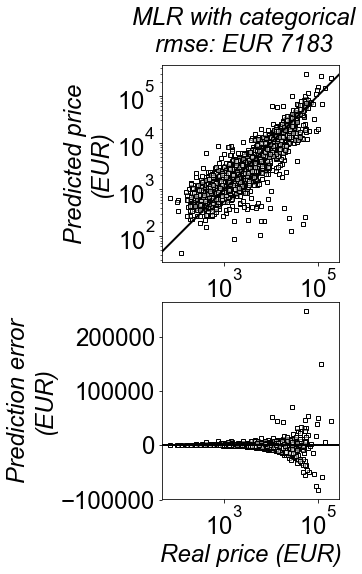 MLR with categorical
rmse: EUR 7183
Predicted price
(EUR)
10^5
10^4
10^3
10^2
10^3
10^5
Prediction error
(EUR)
200000
100000
0
−100000
10^3
10^5
Real price (EUR)